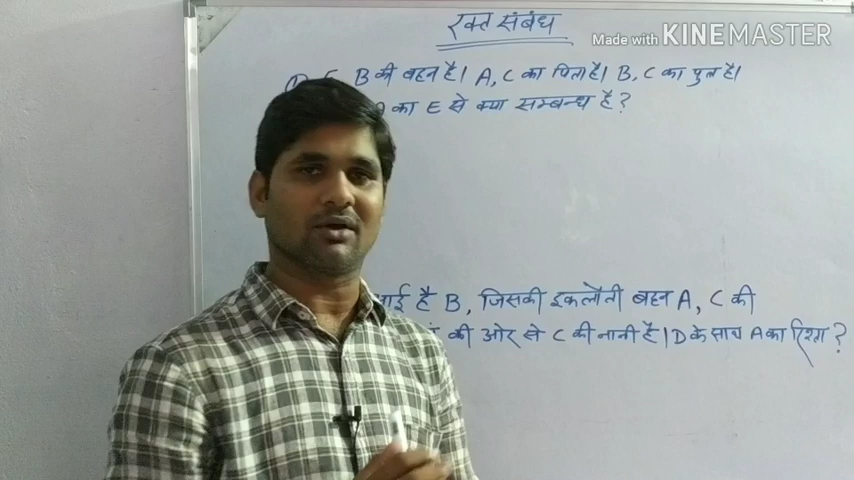 रक्त संबंध
Made with KINEMASTER
B की बहन है। A, C का पिता है। B, C का पुत्र है।
का E से क्या सम्बन्ध है?
है B, जिसकी इकलौती बहन A, C की
की ओर से C की नानी है। D के साथ A का रिश्ता?